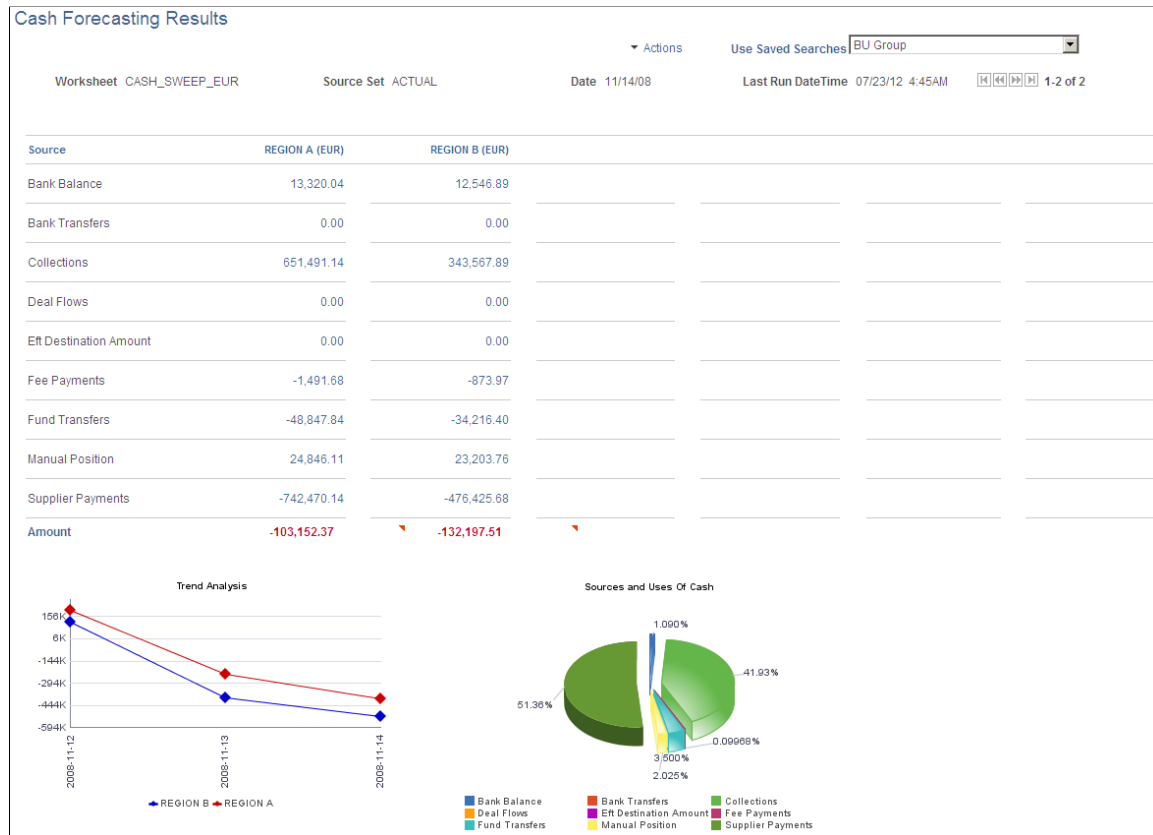 Cash Forecasting Results
Actions Use Saved Searches BU Group
Worksheet CASH_SWEEP_EUR Source Set ACTUAL Date 11/14/08 Last Run DateTime 07/23/12 4:45AM 1-2 of 2
Source REGION A (EUR) REGION B (EUR)
Bank Balance 13,320.04 12,546.89
Bank Transfers 0.00 0.00
Collections 651,491.14 343,567.89
Deal Flows 0.00 0.00
Eft Destination Amount 0.00 0.00
Fee Payments -1,491.68 -873.97
Fund Transfers -48,847.84 -34,216.40
Manual Position 24,846.11 23,203.76
Supplier Payments -742,470.14 -476,425.68
Amount -103,152.37 -132,197.51
Trend Analysis
156K
6K
-144K
-294K
-444K
-594K
2008-11-12
2008-11-13
2008-11-14
REGION B REGION A
Sources and Uses Of Cash
1.090%
41.93%
51.36%
0.09968%
3.500%
2.025%
Bank Balance Bank Transfers Collections
Deal Flows Eft Destination Amount Fee Payments
Fund Transfers Manual Position Supplier Payments